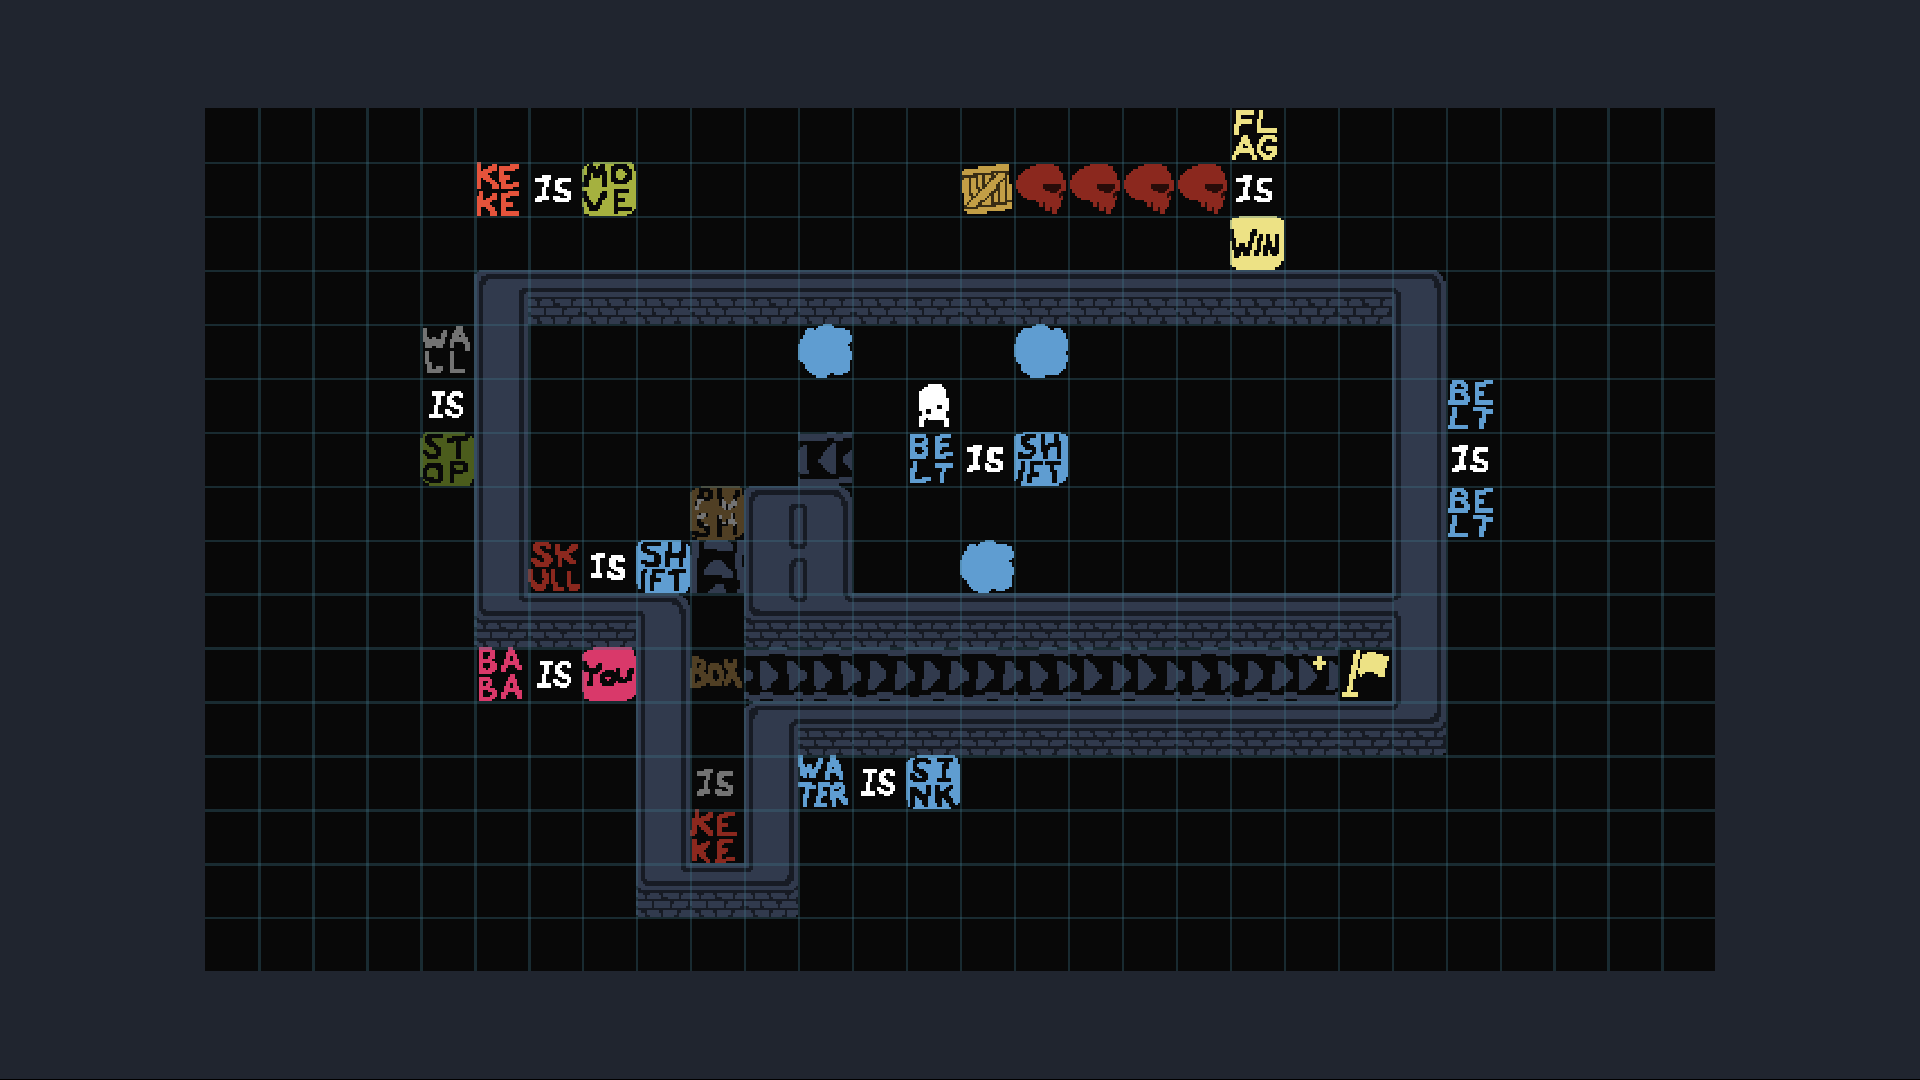 FLAG
KEKE IS MOVE
IS
WIN
WALL
IS
STOP
BELT
BELT IS SHIFT
IS
PUSH
BELT
SKULL IS SHIFT
BABA IS YOU
BOX
IS
WATER IS SINK
KEKE